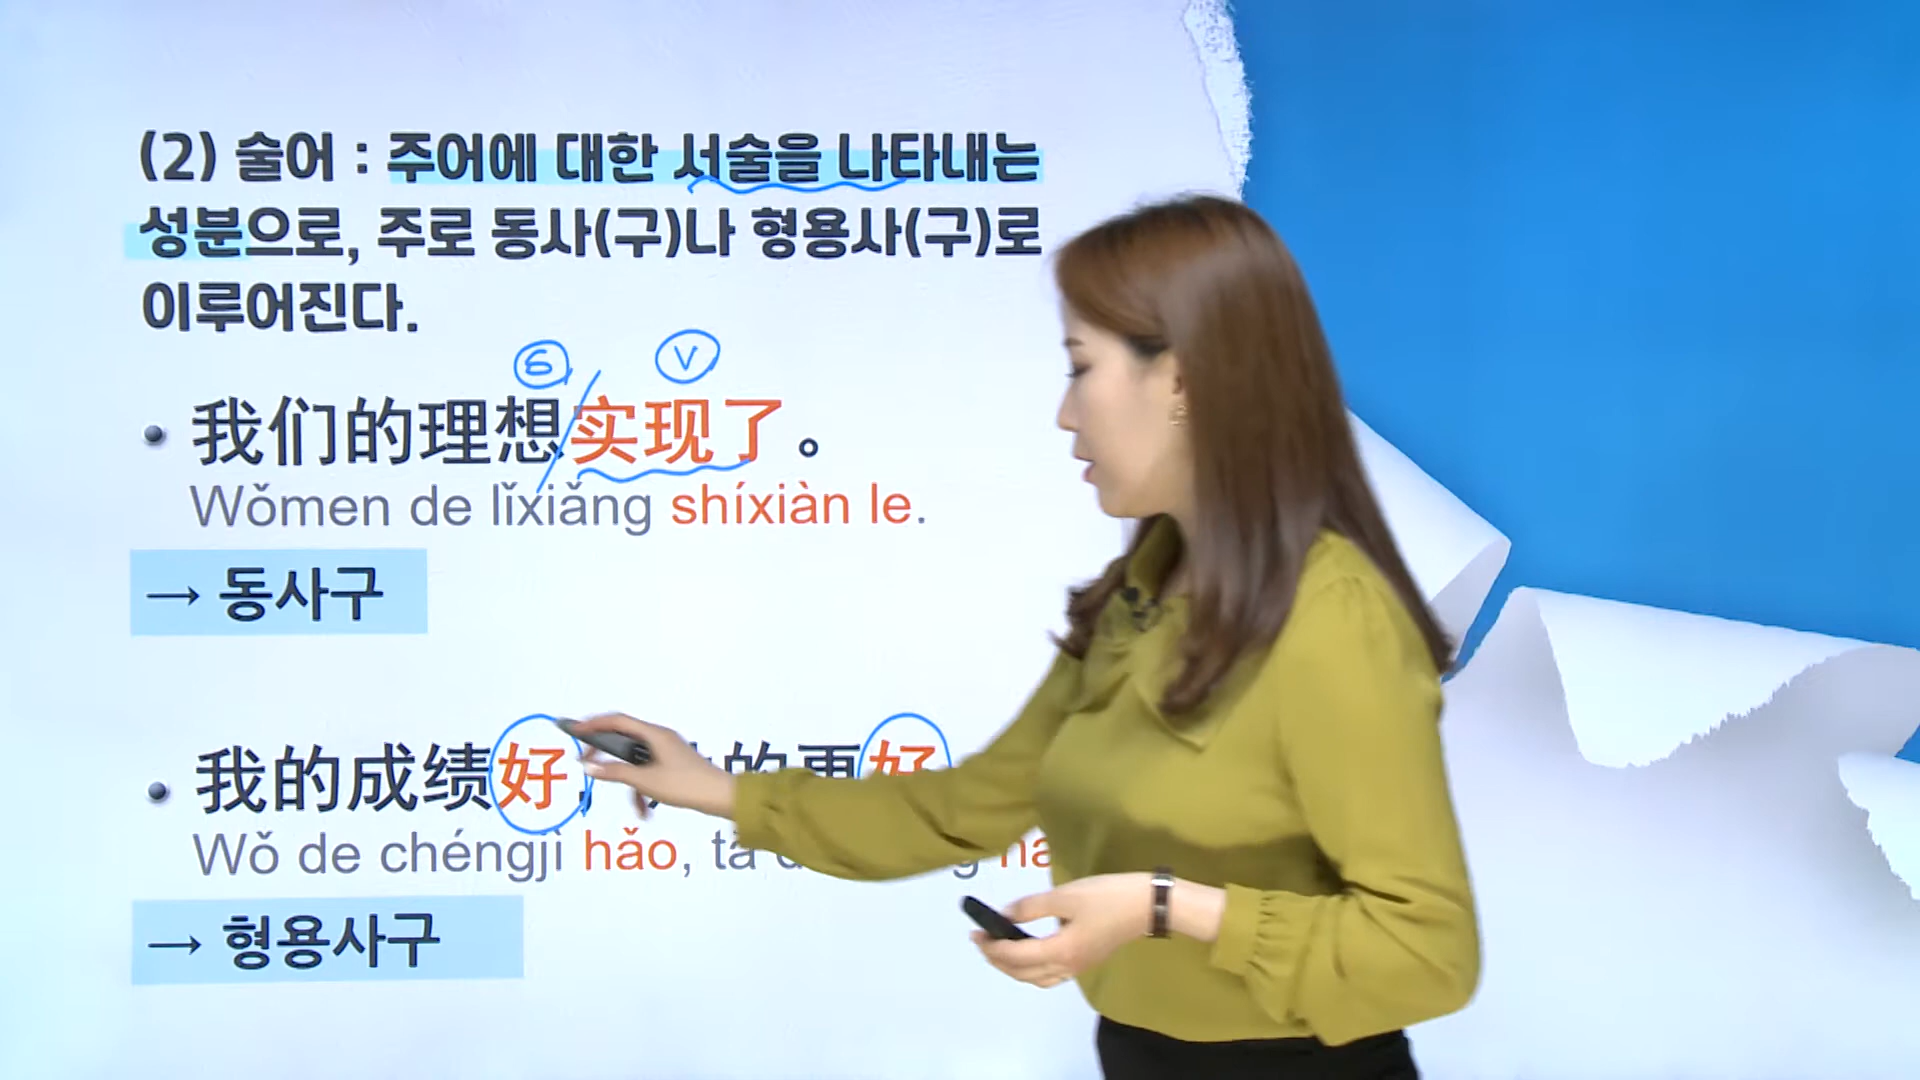 (2) 술어 : 주어에 대한 서술을 나타내는
성분으로, 주로 동사(구)나 형용사(구)로
이루어진다.
S V
我们的理想实现了。
Wǒmen de lǐxiǎng shíxiàn le.
→ 동사구
我的成绩好, 的更好
Wǒ de chéngjì hǎo, tā
→ 형용사구